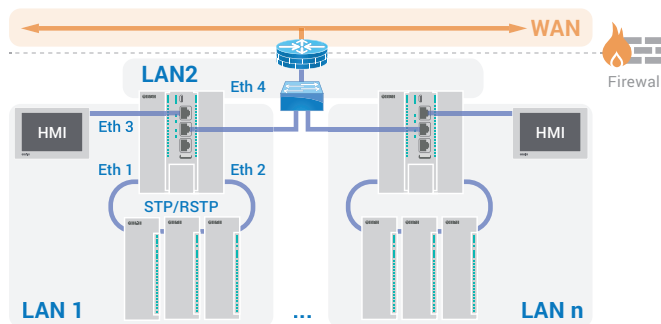 WAN
Firewall
LAN2
Eth 4
HMI
Eth 3
HMI
Eth 1
Eth 2
STP/RSTP
LAN 1
...
LAN n